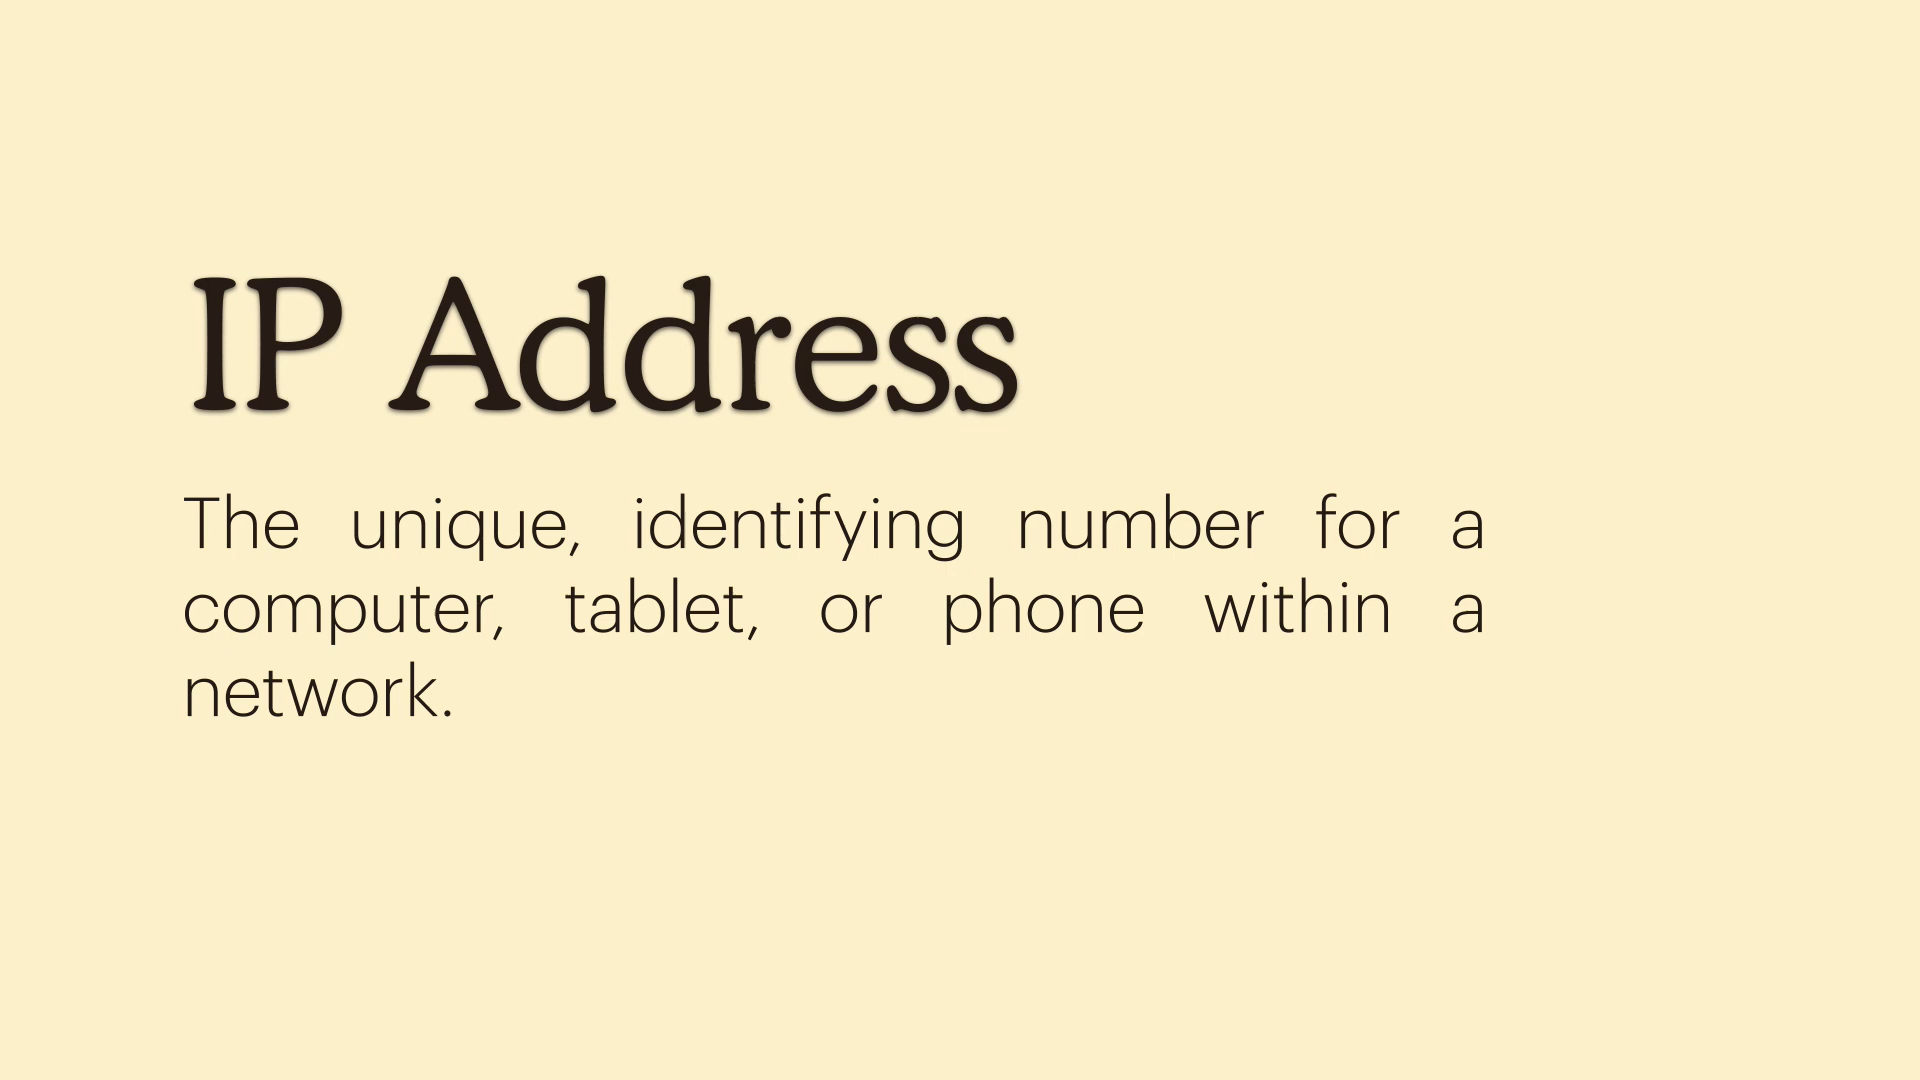 IP Address
The unique, identifying number for a
computer, tablet, or phone within a
network.